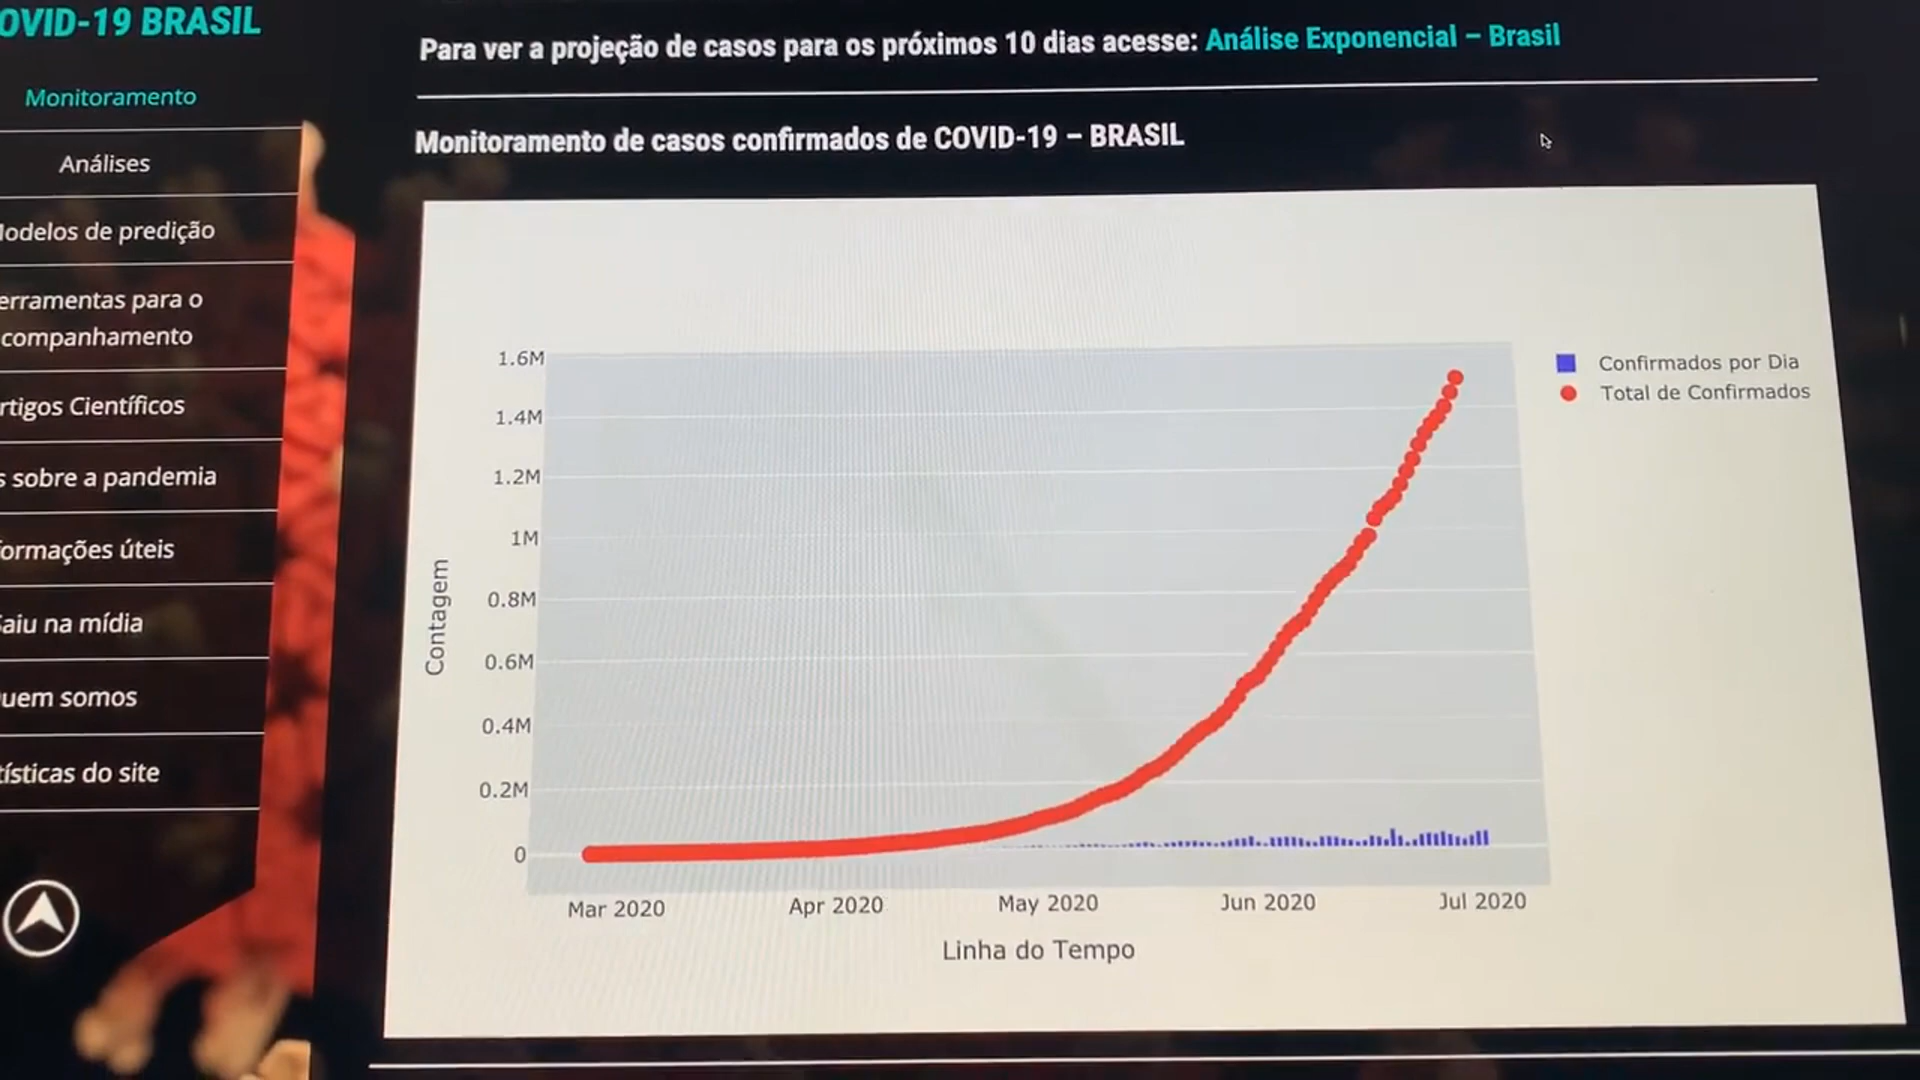 OVID-19 BRASIL
Monitoramento
Análises
Modelos de predição
erramentas para o
companhamento
rtigos Científicos
s sobre a pandemia
formações úteis
Saiu na mídia
uem somos
tísticas do site
Para ver a projeção de casos para os próximos 10 dias acesse: Análise Exponencial – Brasil
Monitoramento de casos confirmados de COVID-19 – BRASIL
Confirmados por Dia
Total de Confirmados
Contagem
1.6M
1.4M
1.2M
1M
0.8M
0.6M
0.4M
0.2M
0
Mar 2020 Apr 2020 May 2020 Jun 2020 Jul 2020
Linha do Tempo